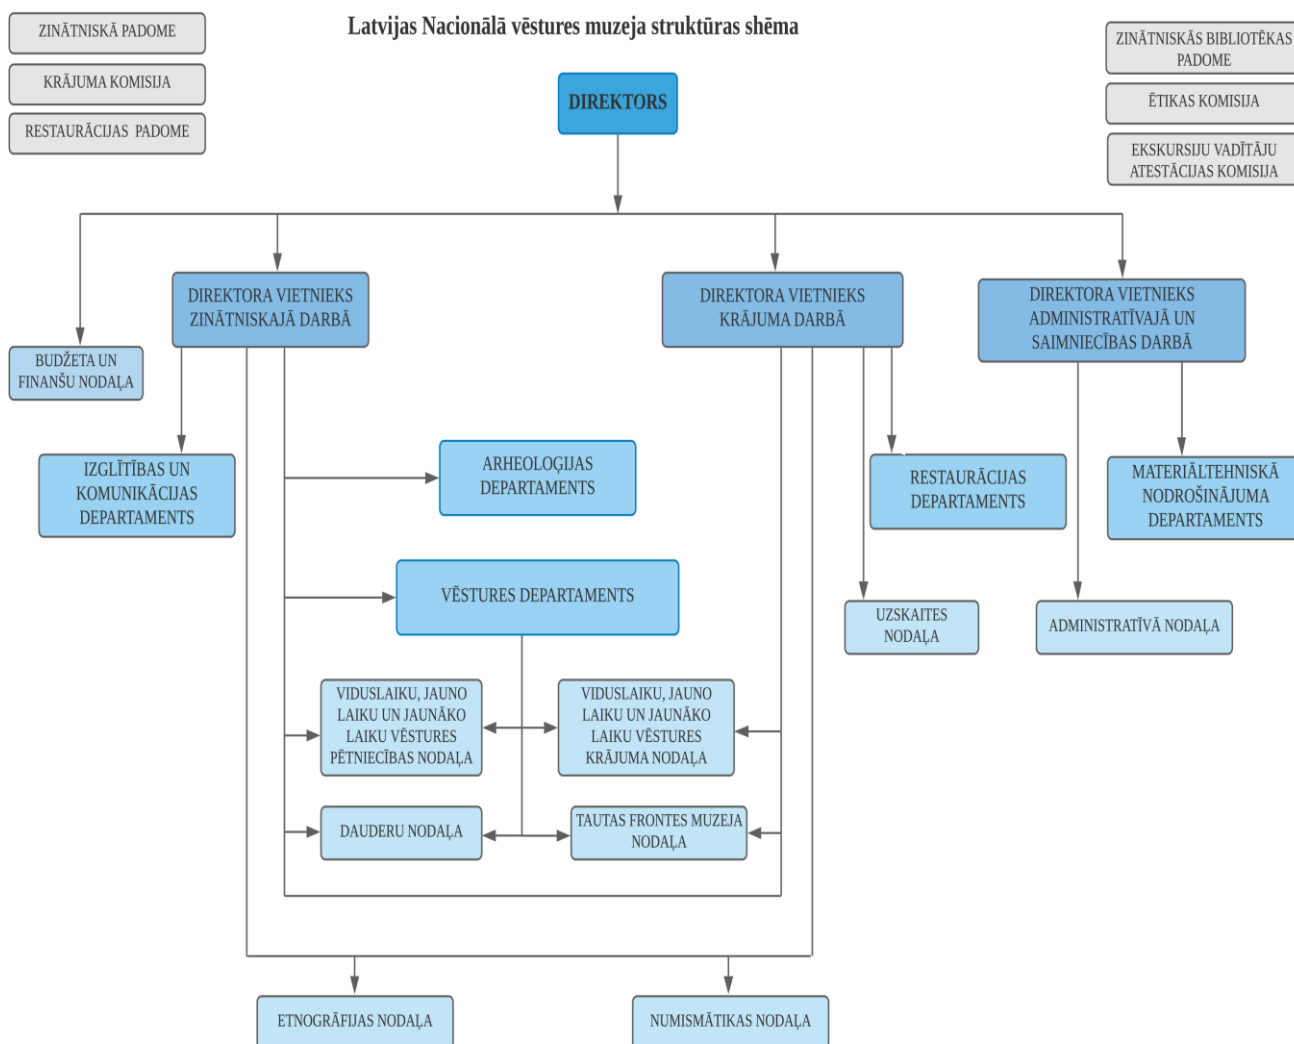 Latvijas Nacionālā vēstures muzeja struktūras shēma
ZINĀTNISKĀ PADOME
KRĀJUMA KOMISIJA
RESTAURĀCIJAS PADOME
ZINĀTNISKĀS BIBLIOTĒKAS
PADOME
ĒTIKAS KOMISIJA
EKSKURSIJU VADĪTĀJU
ATESTĀCIJAS KOMISIJA
DIREKTORS
DIREKTORA VIETNIEKS
ZINĀTNISKAJĀ DARBĀ
DIREKTORA VIETNIEKS
KRĀJUMA DARBĀ
DIREKTORA VIETNIEKS
ADMINISTRATĪVAJĀ UN
SAIMNIECĪBAS DARBĀ
BUDŽETA UN
FINANŠU NODAĻA
IZGLĪTĪBAS UN
KOMUNIKĀCIJAS
DEPARTAMENTS
ARHEOLOĢIJAS
DEPARTAMENTS
RESTAURĀCIJAS
DEPARTAMENTS
MATERIĀLTEHNISKĀ
NODROŠINĀJUMA
DEPARTAMENTS
VĒSTURES DEPARTAMENTS
UZSKAITES
NODAĻA
ADMINISTRATĪVĀ NODAĻA
VIDUSLAIKU, JAUNO
LAIKU UN JAUNĀKO
LAIKU VĒSTURES
PĒTNIECĪBAS NODAĻA
VIDUSLAIKU, JAUNO
LAIKU UN JAUNĀKO
LAIKU VĒSTURES
KRĀJUMA NODAĻA
DAUDERU NODAĻA
TAUTAS FRONTES MUZEJA
NODAĻA
ETNOGRĀFIJAS NODAĻA
NUMISMĀTIKAS NODAĻA